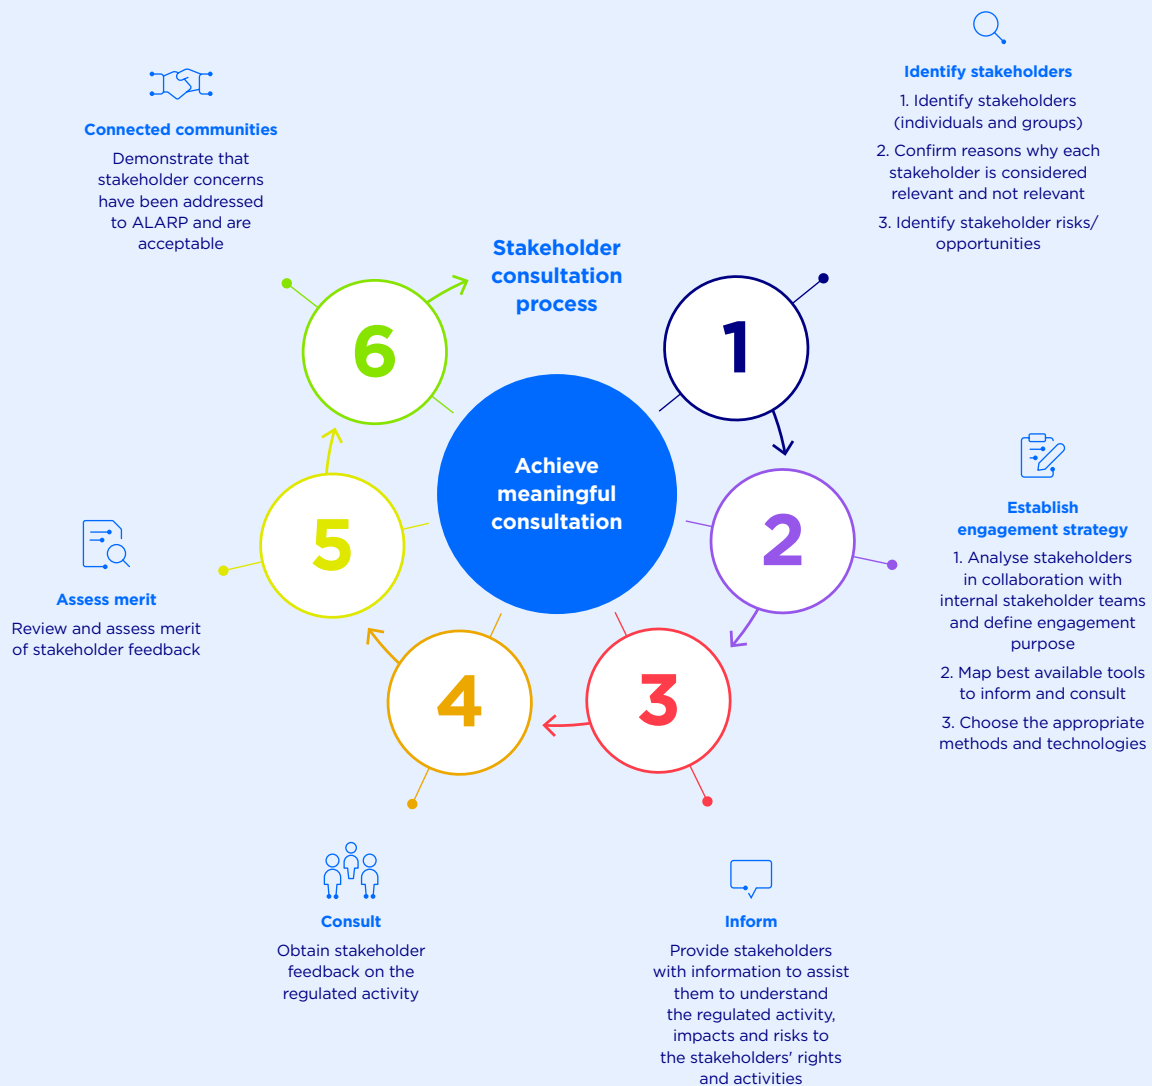 Stakeholder
consultation
process
Achieve
meaningful
consultation
1
Identify stakeholders
1. Identify stakeholders
(individuals and groups)
2. Confirm reasons why each
stakeholder is considered
relevant and not relevant
3. Identify stakeholder risks/
opportunities
2
Establish
engagement strategy
1. Analyse stakeholders
in collaboration with
internal stakeholder teams
and define engagement
purpose
2. Map best available tools
to inform and consult
3. Choose the appropriate
methods and technologies
3
Inform
Provide stakeholders
with information to assist
them to understand
the regulated activity,
impacts and risks to
the stakeholders' rights
and activities
4
Consult
Obtain stakeholder
feedback on the
regulated activity
5
Assess merit
Review and assess merit
of stakeholder feedback
6
Connected communities
Demonstrate that
stakeholder concerns
have been addressed
to ALARP and are
acceptable